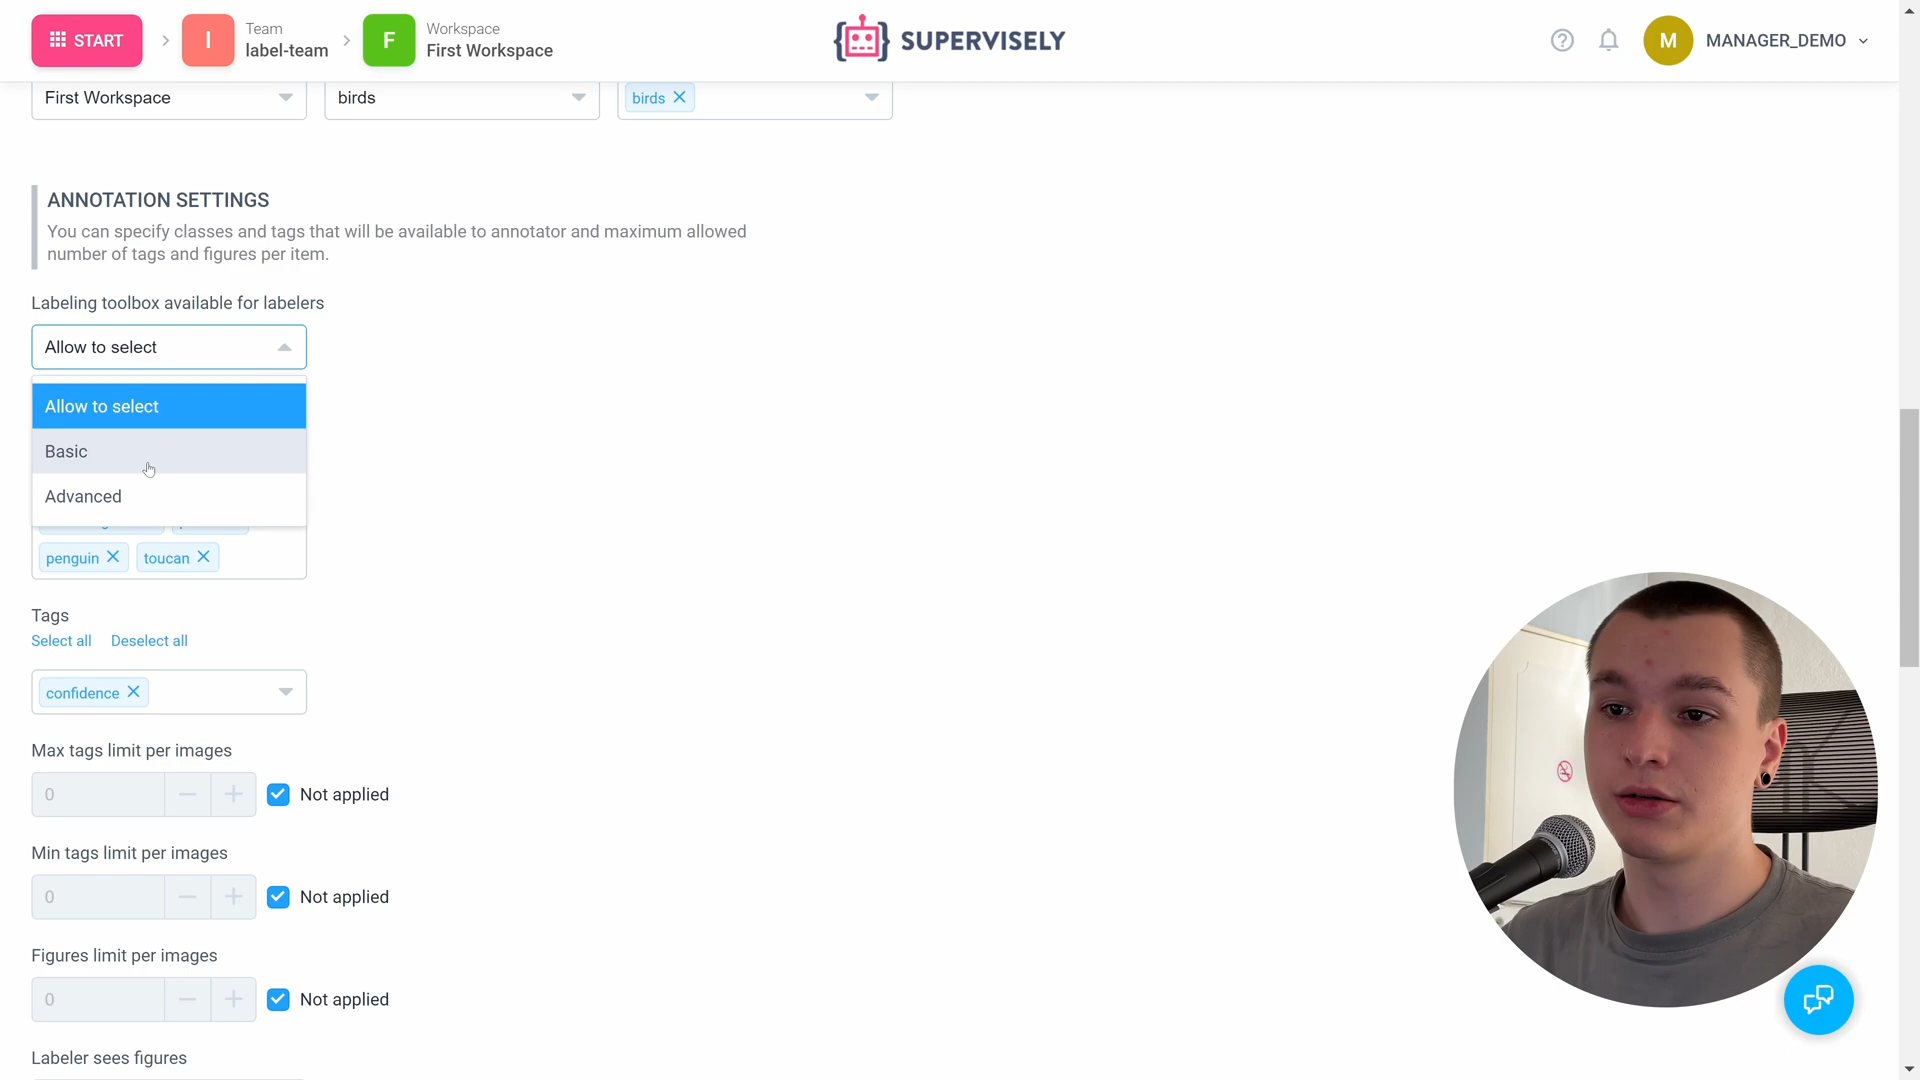 START
I
Team
label-team
F
Workspace
First Workspace
SUPERVISELY
M
MANAGER_DEMO
First Workspace
birds
birds
ANNOTATION SETTINGS
You can specify classes and tags that will be available to annotator and maximum allowed
number of tags and figures per item.
Labeling toolbox available for labelers
Allow to select
Allow to select
Basic
Advanced
penguin
toucan
Tags
Select all Deselect all
confidence
Max tags limit per images
0 Not applied
Min tags limit per images
0 Not applied
Figures limit per images
0 Not applied
Labeler sees figures